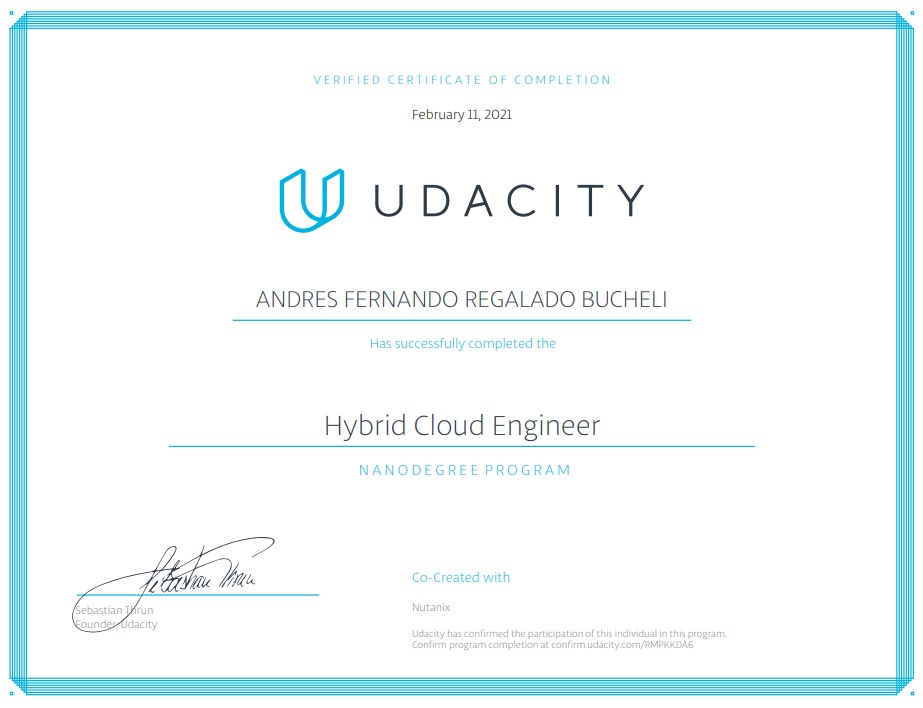 VERIFIED CERTIFICATE OF COMPLETION
February 11, 2021
UDACITY
ANDRES FERNANDO REGALADO BUCHELI
Has successfully completed the
Hybrid Cloud Engineer
NANODEGREE PROGRAM
Sebastian Thrun
Sebastian Thrun
Founder, Udacity
Co-Created with
Nutanix
Udacity has confirmed the participation of this individual in this program.
Confirm program completion at confirm.udacity.com/RMPKKDA6